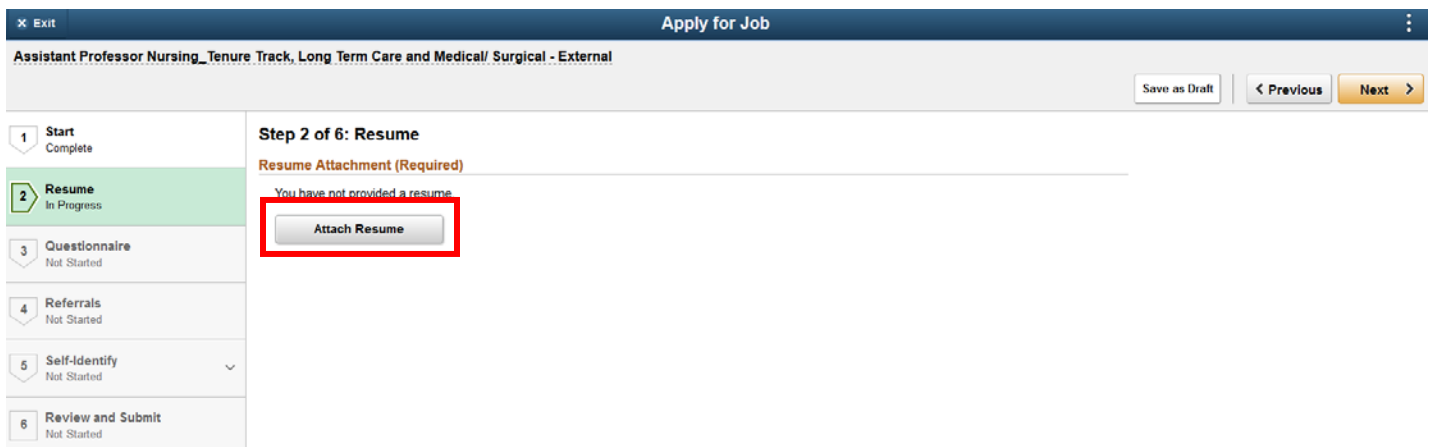 × Exit
Apply for Job
Assistant Professor Nursing_Tenure Track, Long Term Care and Medical/ Surgical - External
Save as Draft
Previous
Next
1
Start
Complete
2
Resume
In Progress
3
Questionnaire
Not Started
4
Referrals
Not Started
5
Self-Identify
Not Started
6
Review and Submit
Not Started
Step 2 of 6: Resume
Resume Attachment (Required)
You have not provided a resume
Attach Resume